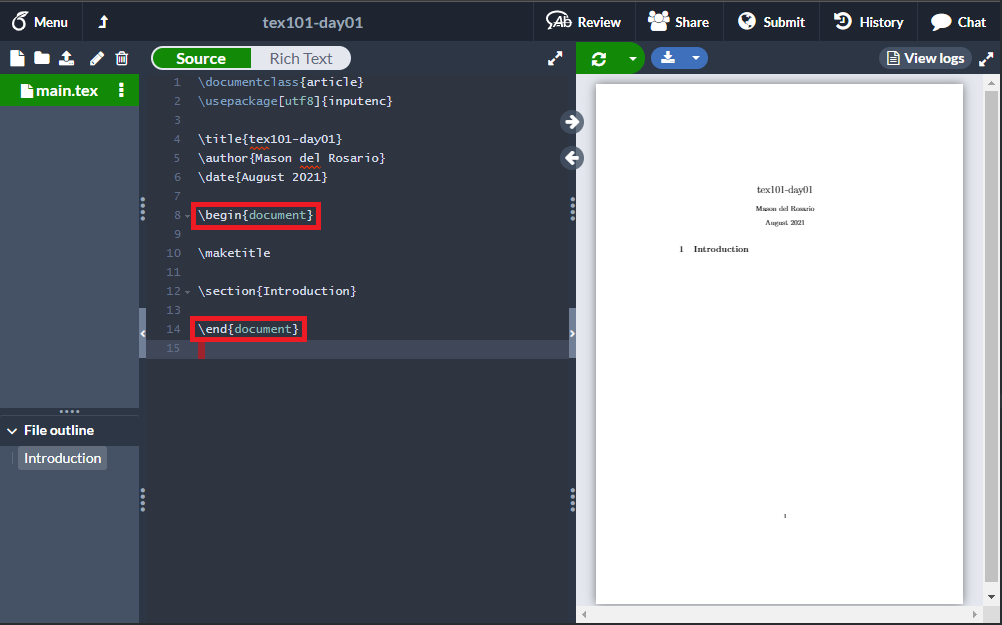 Menu
tex101-day01
Review
Share
Submit
History
Chat
Source
Rich Text
View logs
main.tex
1 \documentclass{article}
2 \usepackage[utf8]{inputenc}
3
4 \title{tex101-day01}
5 \author{Mason del Rosario}
6 \date{August 2021}
7
8 \begin{document}
9
10 \maketitle
11
12 \section{Introduction}
13
14 \end{document}
15
File outline
Introduction
tex101-day01
Mason del Rosario
August 2021
1 Introduction
1